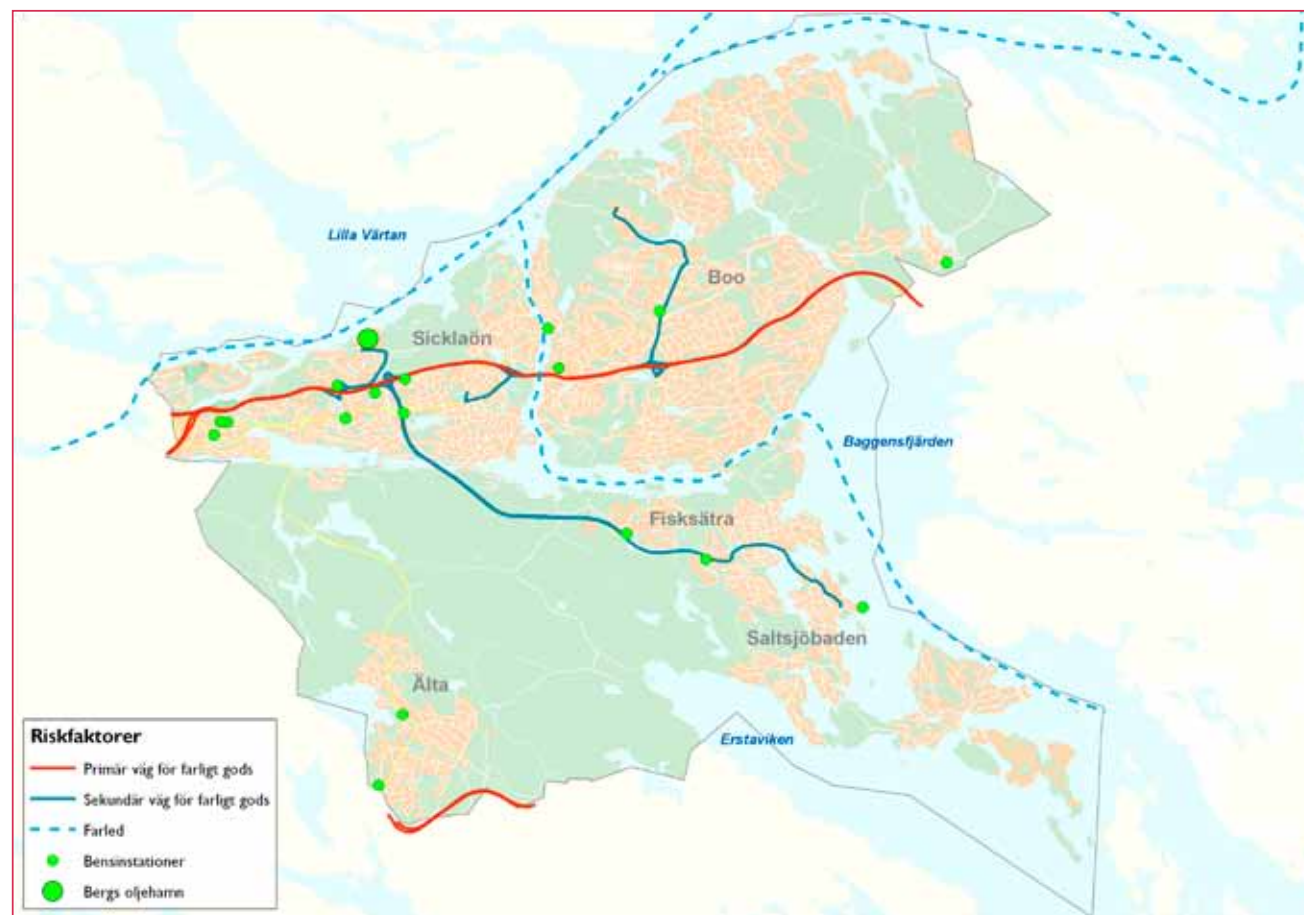 Lilla Värtan
Boo
Sicklaön
Baggensfjärden
Fisksätra
Saltsjöbaden
Älta
Erstaviken
Riskfaktorer
Primär väg för farligt gods
Sekundär väg för farligt gods
Farled
Bensinstationer
Bergs oljehamn